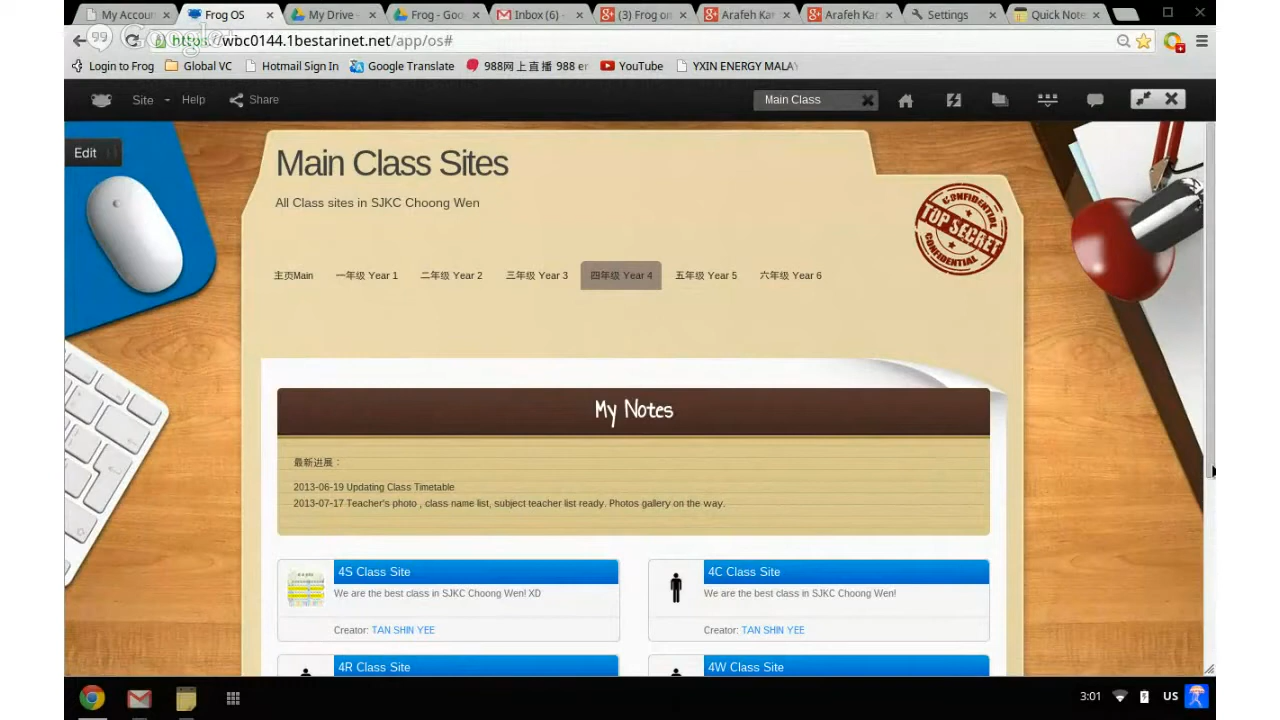 My Accoun
Frog OS
My Drive -
Frog - Goo
Inbox (6) -
(3) Frog on
Arafeh Kar
Arafeh Kar
Settings
Quick Note
https://wbc0144.1bestarinet.net/app/os#
Login to Frog
Global VC
Hotmail Sign In
Google Translate
988网上直播 988 er
YouTube
YXIN ENERGY MALAY
Site
Help
Share
Main Class
Edit
Main Class Sites
All Class sites in SJKC Choong Wen
CONFIDENTIAL
TOP SECRET
CONFIDENTIAL
主页Main
一年级 Year 1
二年级 Year 2
三年级 Year 3
四年级 Year 4
五年级 Year 5
六年级 Year 6
My Notes
最新进展：
2013-06-19 Updating Class Timetable
2013-07-17 Teacher's photo , class name list, subject teacher list ready. Photos gallery on the way.
4S Class Site
We are the best class in SJKC Choong Wen! XD
Creator: TAN SHIN YEE
4C Class Site
We are the best class in SJKC Choong Wen!
Creator: TAN SHIN YEE
4R Class Site
4W Class Site
3:01
US